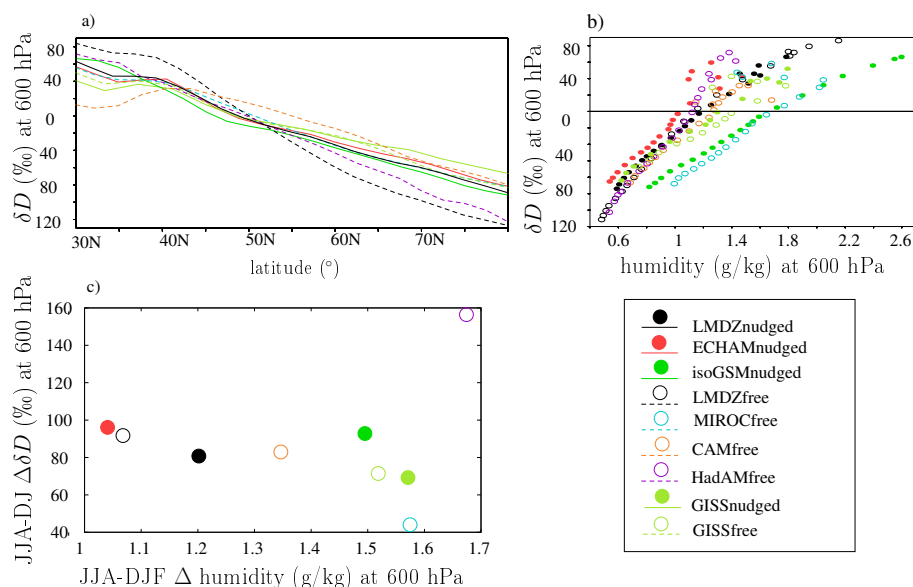 a)
δD (‰) at 600 hPa
80
40
0
40
80
120
30N 40N 50N 60N 70N
latitude (°)
b)
δD (‰) at 600 hPa
80
40
0
40
80
120
0.6 1 1.4 1.8 2.2 2.6
humidity (g/kg) at 600 hPa
c)
JJA-DJ ΔδD (‰) at 600 hPa
160
140
120
100
80
60
40
1 1.1 1.2 1.3 1.4 1.5 1.6 1.7
JJA-DJF Δ humidity (g/kg) at 600 hPa
LMDZnudged
ECHAMnudged
isoGSMnudged
LMDZfree
MIROCfree
CAMfree
HadAMfree
GISSnudged
GISSfree